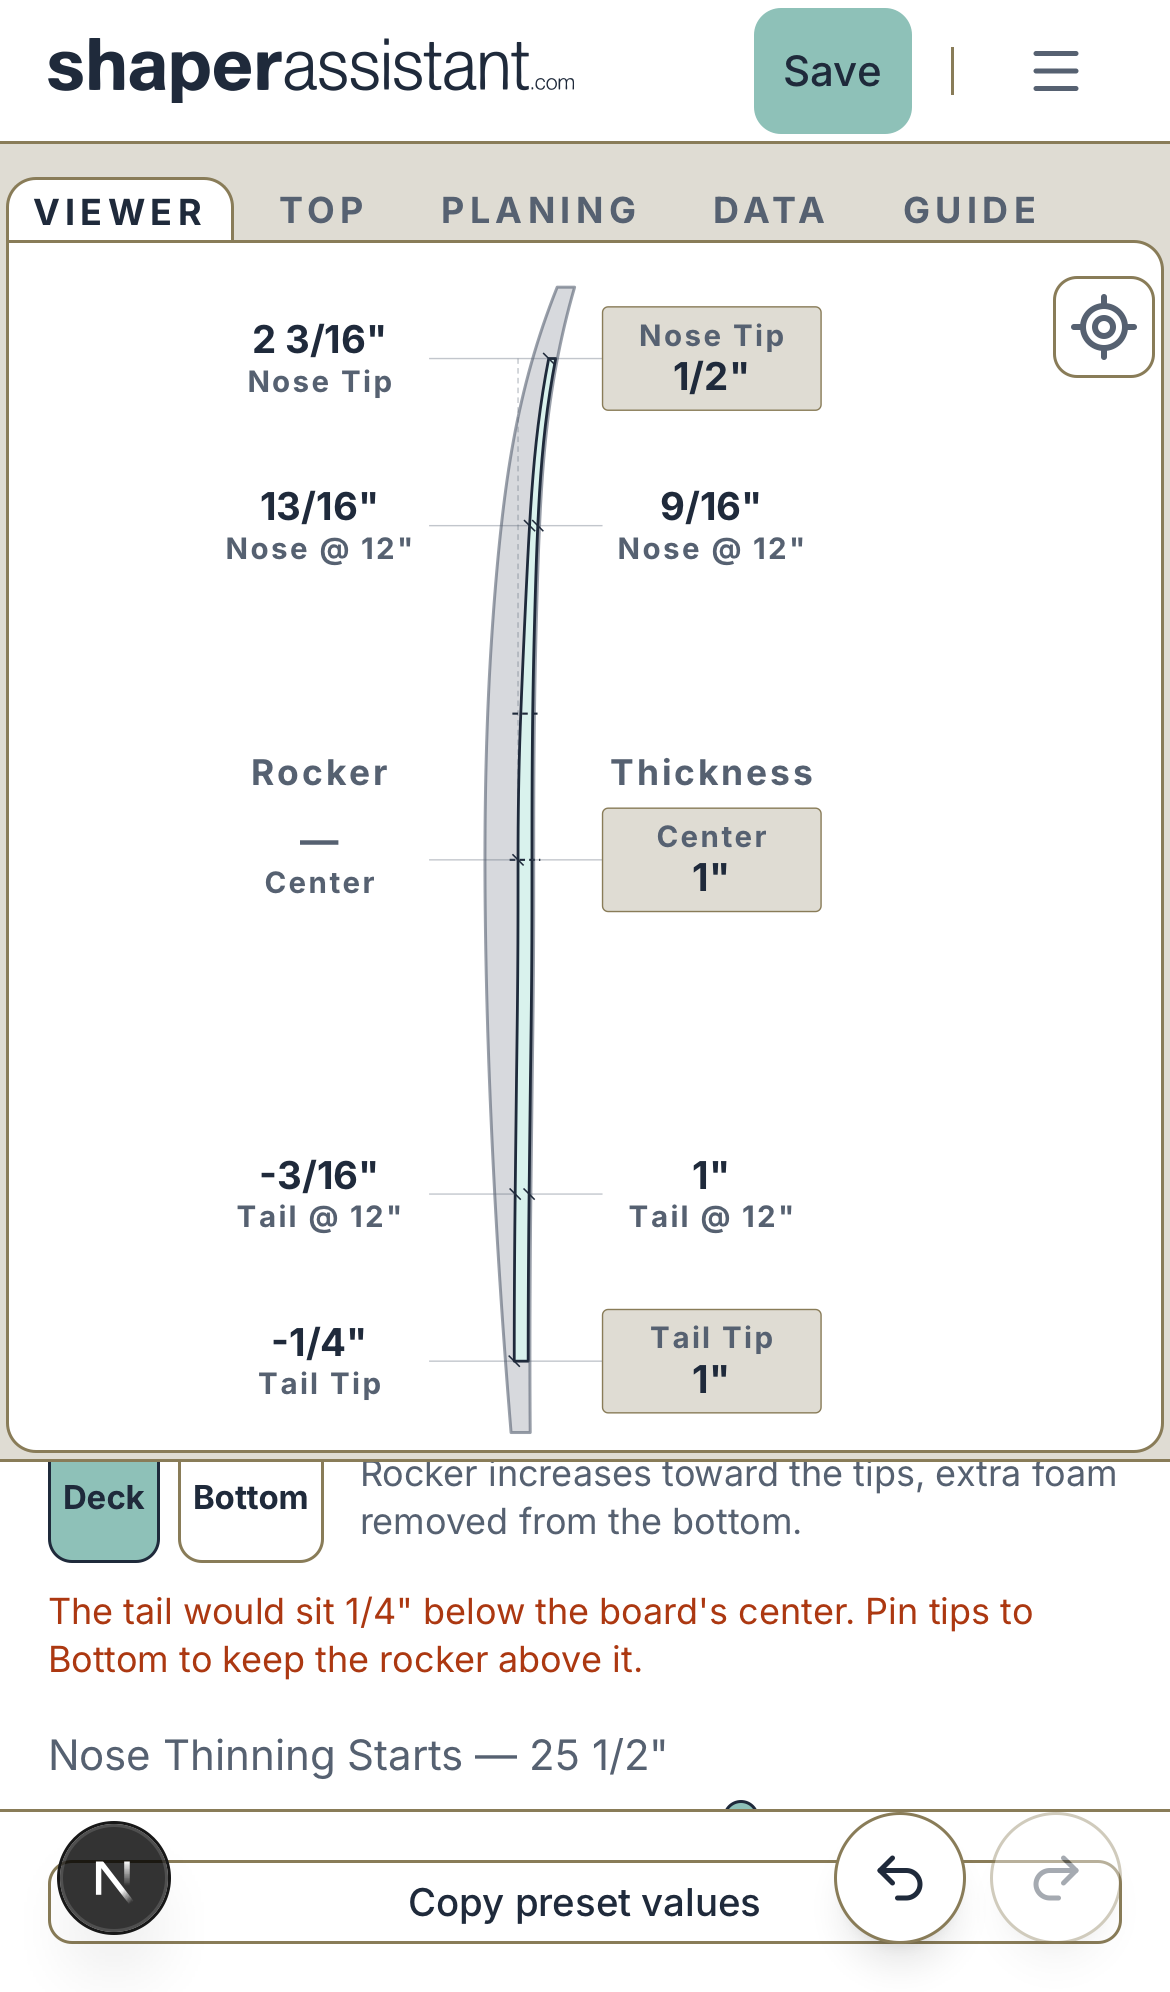 shaperassistant.com
Save
VIEWER TOP PLANING DATA GUIDE
2 3/16"
Nose Tip
Nose Tip
1/2"
13/16"
Nose @ 12"
9/16"
Nose @ 12"
Rocker
Thickness
—
Center
Center
1"
-3/16"
Tail @ 12"
1"
Tail @ 12"
-1/4"
Tail Tip
Tail Tip
1"
Deck
Bottom
Rocker increases toward the tips, extra foam
removed from the bottom.
The tail would sit 1/4" below the board's center. Pin tips to
Bottom to keep the rocker above it.
Nose Thinning Starts — 25 1/2"
N
Copy preset values